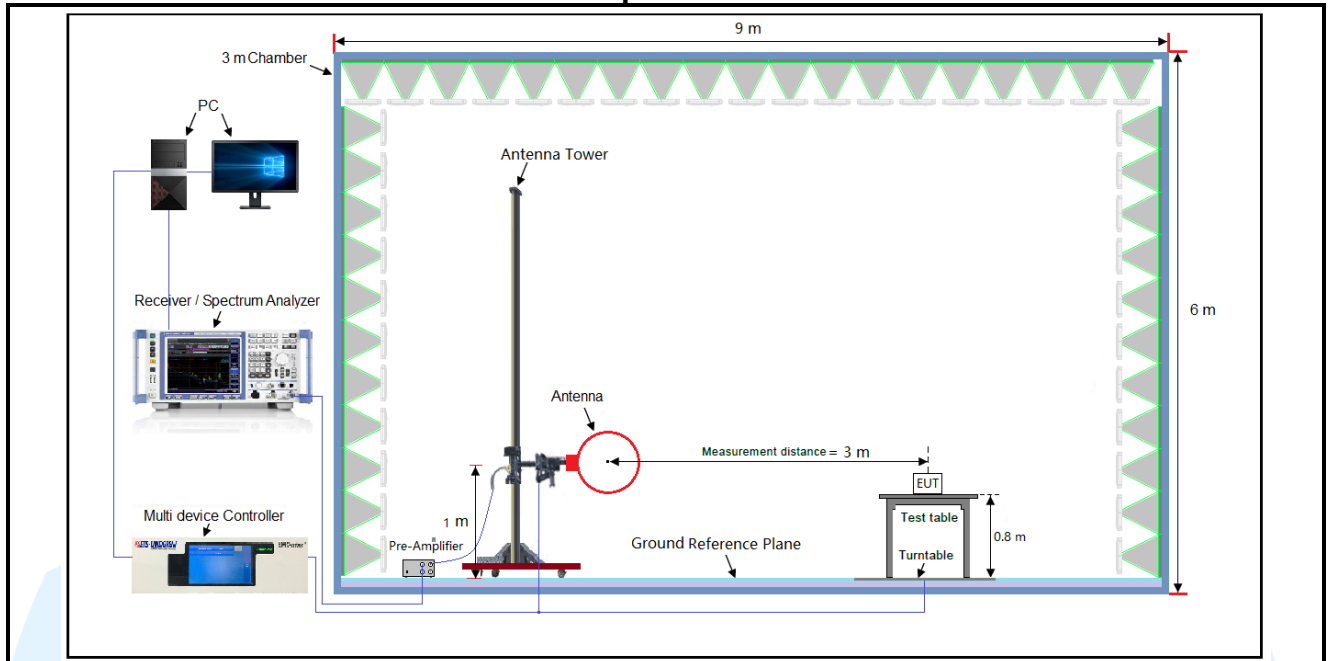 9 m
3 m Chamber
PC
Antenna Tower
Receiver / Spectrum Analyzer
6 m
Antenna
Measurement distance = 3 m
EUT
Multi device Controller
1 m
Test table
0.8 m
Pre-Amplifier
Ground Reference Plane
Turntable